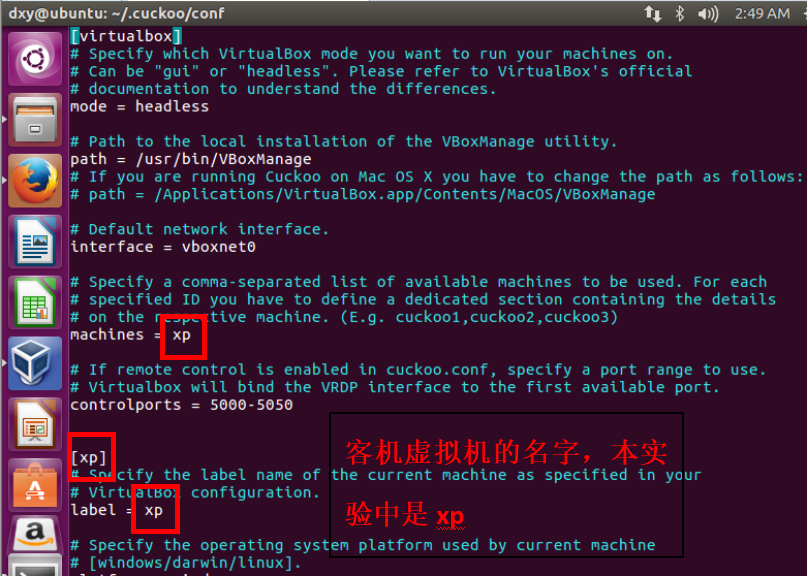 dxy@ubuntu: ~/.cuckoo/conf
2:49 AM
[virtualbox]
# Specify which VirtualBox mode you want to run your machines on.
# Can be "gui" or "headless". Please refer to VirtualBox's official
# documentation to understand the differences.
mode = headless
# Path to the local installation of the VBoxManage utility.
path = /usr/bin/VBoxManage
# If you are running Cuckoo on Mac OS X you have to change the path as follows:
# path = /Applications/VirtualBox.app/Contents/MacOS/VBoxManage
# Default network interface.
interface = vboxnet0
# Specify a comma-separated list of available machines to be used. For each
# specified ID you have to define a dedicated section containing the details
# on the respective machine. (E.g. cuckoo1,cuckoo2,cuckoo3)
machines = xp
# If remote control is enabled in cuckoo.conf, specify a port range to use.
# Virtualbox will bind the VRDP interface to the first available port.
controlports = 5000-5050
[xp]
# Specify the label name of the current machine as specified in your
# VirtualBox configuration.
label = xp
客机虚拟机的名字，本实
验中是 xp
# Specify the operating system platform used by current machine
# [windows/darwin/linux].